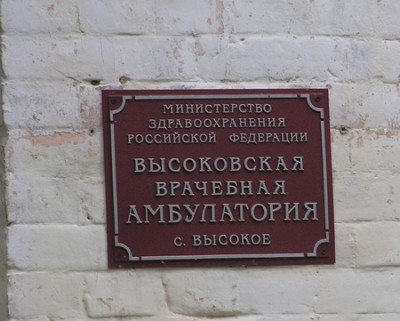 МИНИСТЕРСТВО
ЗДРАВООХРАНЕНИЯ
РОССИЙСКОЙ ФЕДЕРАЦИИ
ВЫСОКОВСКАЯ
ВРАЧЕБНАЯ
АМБУЛАТОРИЯ
С. ВЫСОКОЕ